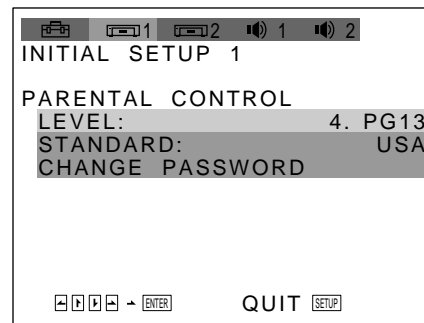 1 2 1 2
INITIAL SETUP 1
PARENTAL CONTROL
LEVEL: 4. PG13
STANDARD: USA
CHANGE PASSWORD
ENTER QUIT SETUP